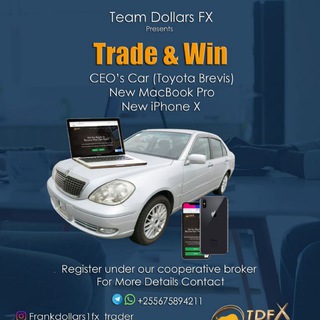 Team Dollars FX
Presents
Trade & Win
CEO's Car (Toyota Brevis)
New MacBook Pro
New iPhone X
Register under our cooperative broker
For More Details Contact
+255675894211
Frankdollars1fx_trader
TDFX